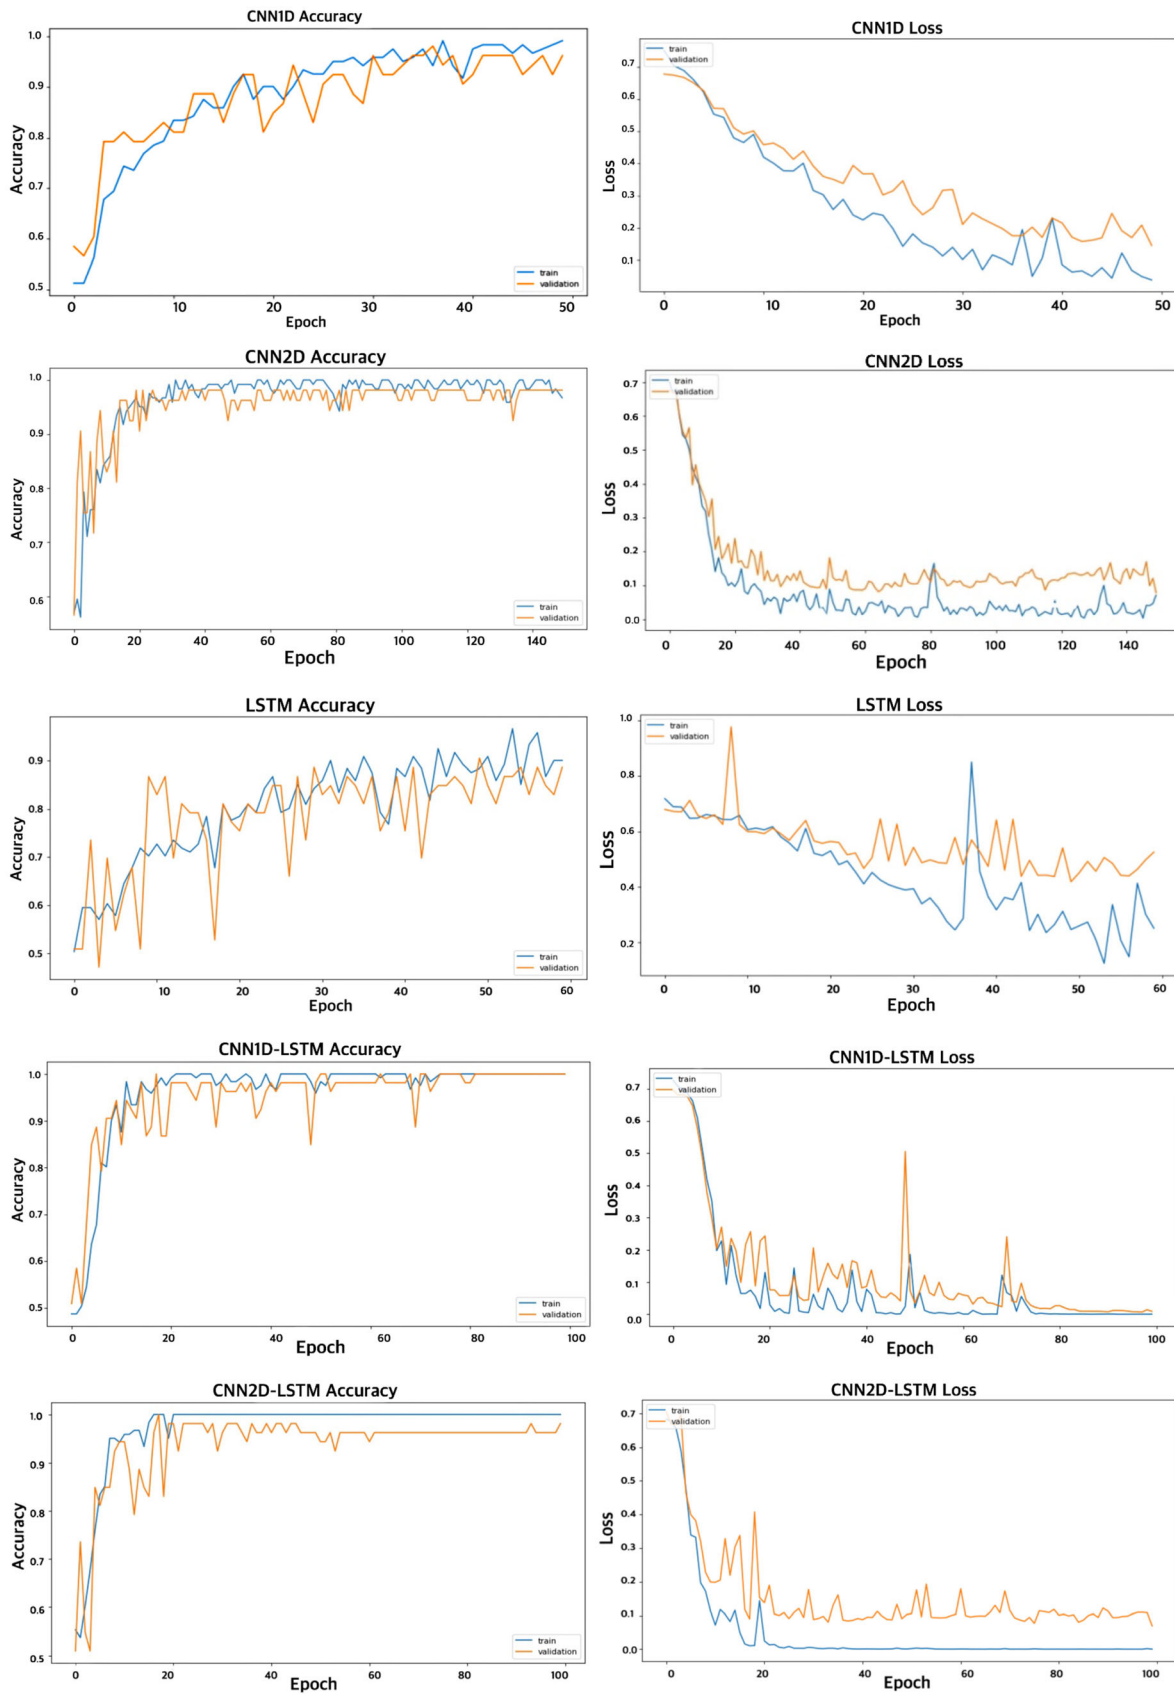 CNN1D Accuracy
1.0
0.9
0.8
0.7
0.6
0.5
Accuracy
train
validation
0 10 20 30 40 50
Epoch
CNN1D Loss
train
validation
0.7
0.6
0.5
0.4
0.3
0.2
0.1
Loss
0 10 20 30 40 50
Epoch
CNN2D Accuracy
1.0
0.9
0.8
0.7
0.6
Accuracy
train
validation
0 20 40 60 80 100 120 140
Epoch
CNN2D Loss
train
validation
0.7
0.6
0.5
0.4
0.3
0.2
0.1
0.0
Loss
0 20 40 60 80 100 120 140
Epoch
LSTM Accuracy
0.9
0.8
0.7
0.6
0.5
Accuracy
train
validation
0 10 20 30 40 50 60
Epoch
LSTM Loss
train
validation
1.0
0.8
0.6
0.4
0.2
Loss
0 10 20 30 40 50 60
Epoch
CNN1D-LSTM Accuracy
1.0
0.9
0.8
0.7
0.6
0.5
Accuracy
train
validation
0 20 40 60 80 100
Epoch
CNN1D-LSTM Loss
train
validation
0.7
0.6
0.5
0.4
0.3
0.2
0.1
0.0
Loss
0 20 40 60 80 100
Epoch
CNN2D-LSTM Accuracy
1.0
0.9
0.8
0.7
0.6
0.5
Accuracy
train
validation
0 20 40 60 80 100
Epoch
CNN2D-LSTM Loss
train
validation
0.7
0.6
0.5
0.4
0.3
0.2
0.1
0.0
Loss
0 20 40 60 80 100
Epoch